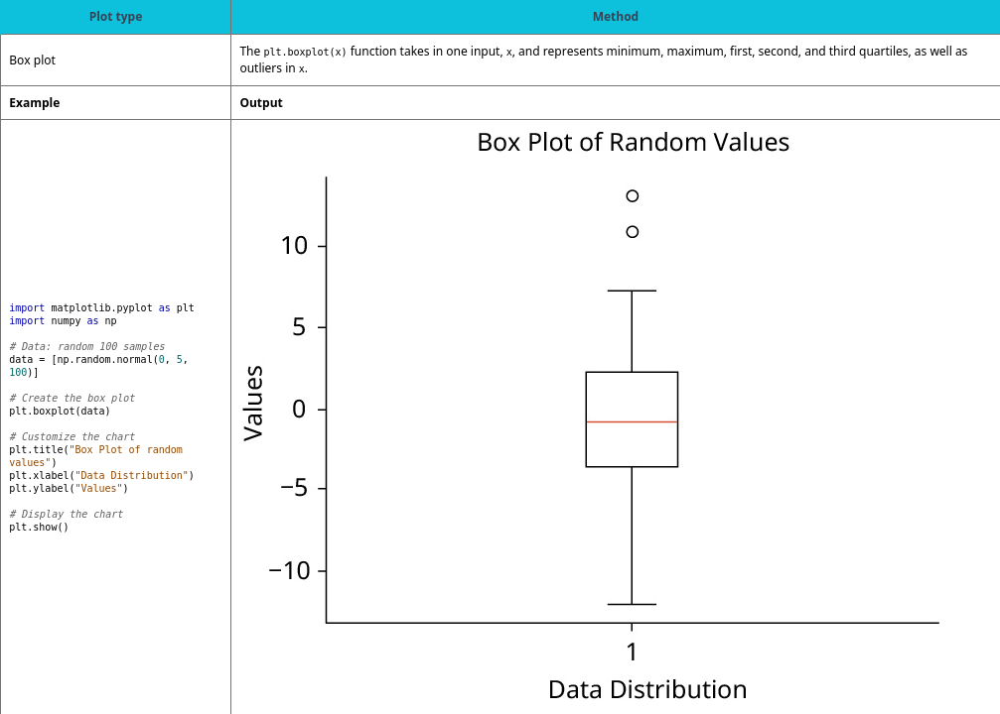 Plot type
Method
Box plot
The plt.boxplot(x) function takes in one input, x, and represents minimum, maximum, first, second, and third quartiles, as well as
outliers in x.
Example
Output
import matplotlib.pyplot as plt
import numpy as np
# Data: random 100 samples
data = [np.random.normal(0, 5,
100)]
# Create the box plot
plt.boxplot(data)
# Customize the chart
plt.title("Box Plot of random
values")
plt.xlabel("Data Distribution")
plt.ylabel("Values")
# Display the chart
plt.show()
Box Plot of Random Values
Values
10
5
0
−5
−10
1
Data Distribution